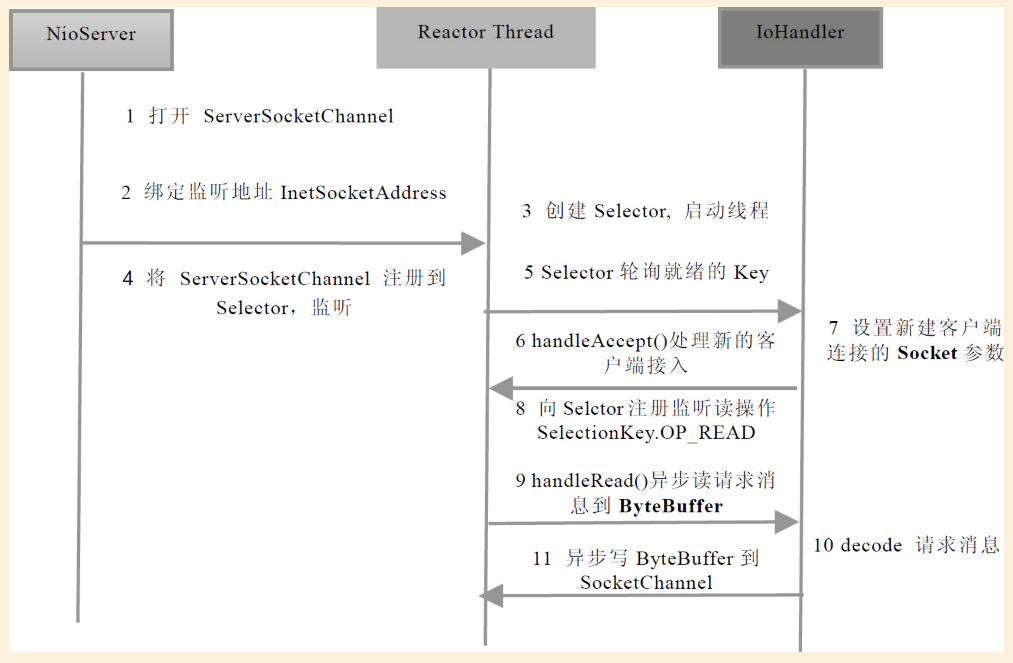 NioServer
Reactor Thread
IoHandler
1 打开 ServerSocketChannel
2 绑定监听地址 InetSocketAddress
3 创建 Selector, 启动线程
4 将 ServerSocketChannel 注册到
Selector，监听
5 Selector 轮询就绪的 Key
6 handleAccept()处理新的客
户端接入
7 设置新建客户端
连接的 Socket 参数
8 向 Selctor 注册监听读操作
SelectionKey.OP_READ
9 handleRead()异步读请求消
息到 ByteBuffer
10 decode 请求消息
11 异步写 ByteBuffer 到
SocketChannel